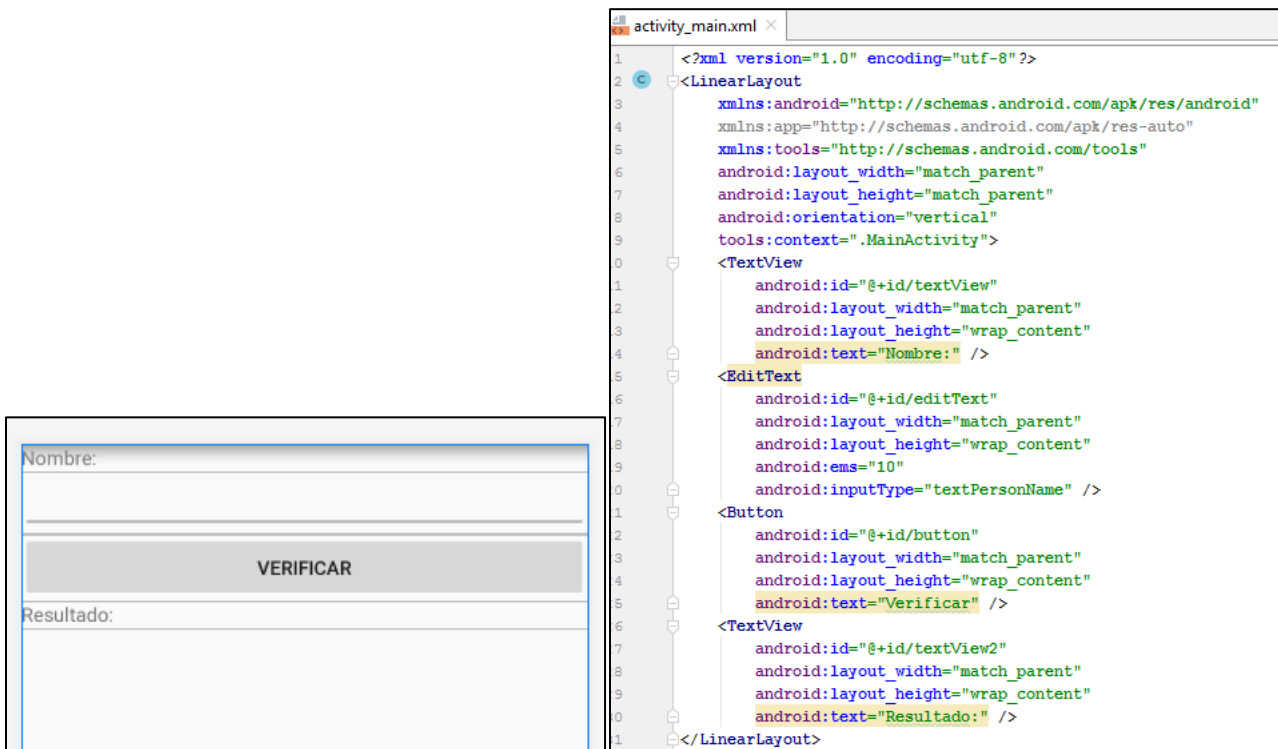 Nombre:
VERIFICAR
Resultado:
activity_main.xml
1 <?xml version="1.0" encoding="utf-8"?>
2 C <LinearLayout
3 xmlns:android="http://schemas.android.com/apk/res/android"
4 xmlns:app="http://schemas.android.com/apk/res-auto"
5 xmlns:tools="http://schemas.android.com/tools"
6 android:layout_width="match_parent"
7 android:layout_height="match_parent"
8 android:orientation="vertical"
9 tools:context=".MainActivity">
0 <TextView
1 android:id="@+id/textView"
2 android:layout_width="match_parent"
3 android:layout_height="wrap_content"
4 android:text="Nombre:" />
5 <EditText
6 android:id="@+id/editText"
7 android:layout_width="match_parent"
8 android:layout_height="wrap_content"
9 android:ems="10"
0 android:inputType="textPersonName" />
1 <Button
2 android:id="@+id/button"
3 android:layout_width="match_parent"
4 android:layout_height="wrap_content"
5 android:text="Verificar" />
6 <TextView
7 android:id="@+id/textView2"
8 android:layout_width="match_parent"
9 android:layout_height="wrap_content"
0 android:text="Resultado:" />
1 </LinearLayout>